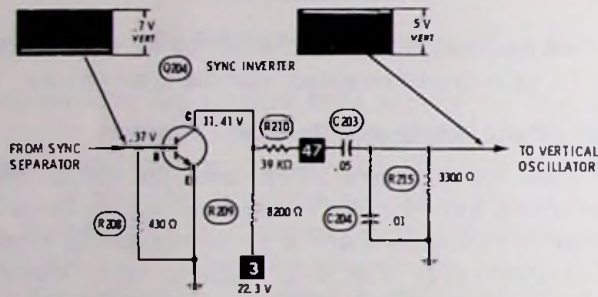 .7 V
VERT
5 V
VERT
Q204
SYNC INVERTER
C
11.41 V
.37 V
FROM SYNC
SEPARATOR
B
E
R210
39 KΩ
47
C203
.05
TO VERTICAL
OSCILLATOR
R215
3300 Ω
R208
430 Ω
R209
8200 Ω
C204
.01
3
22.3 V